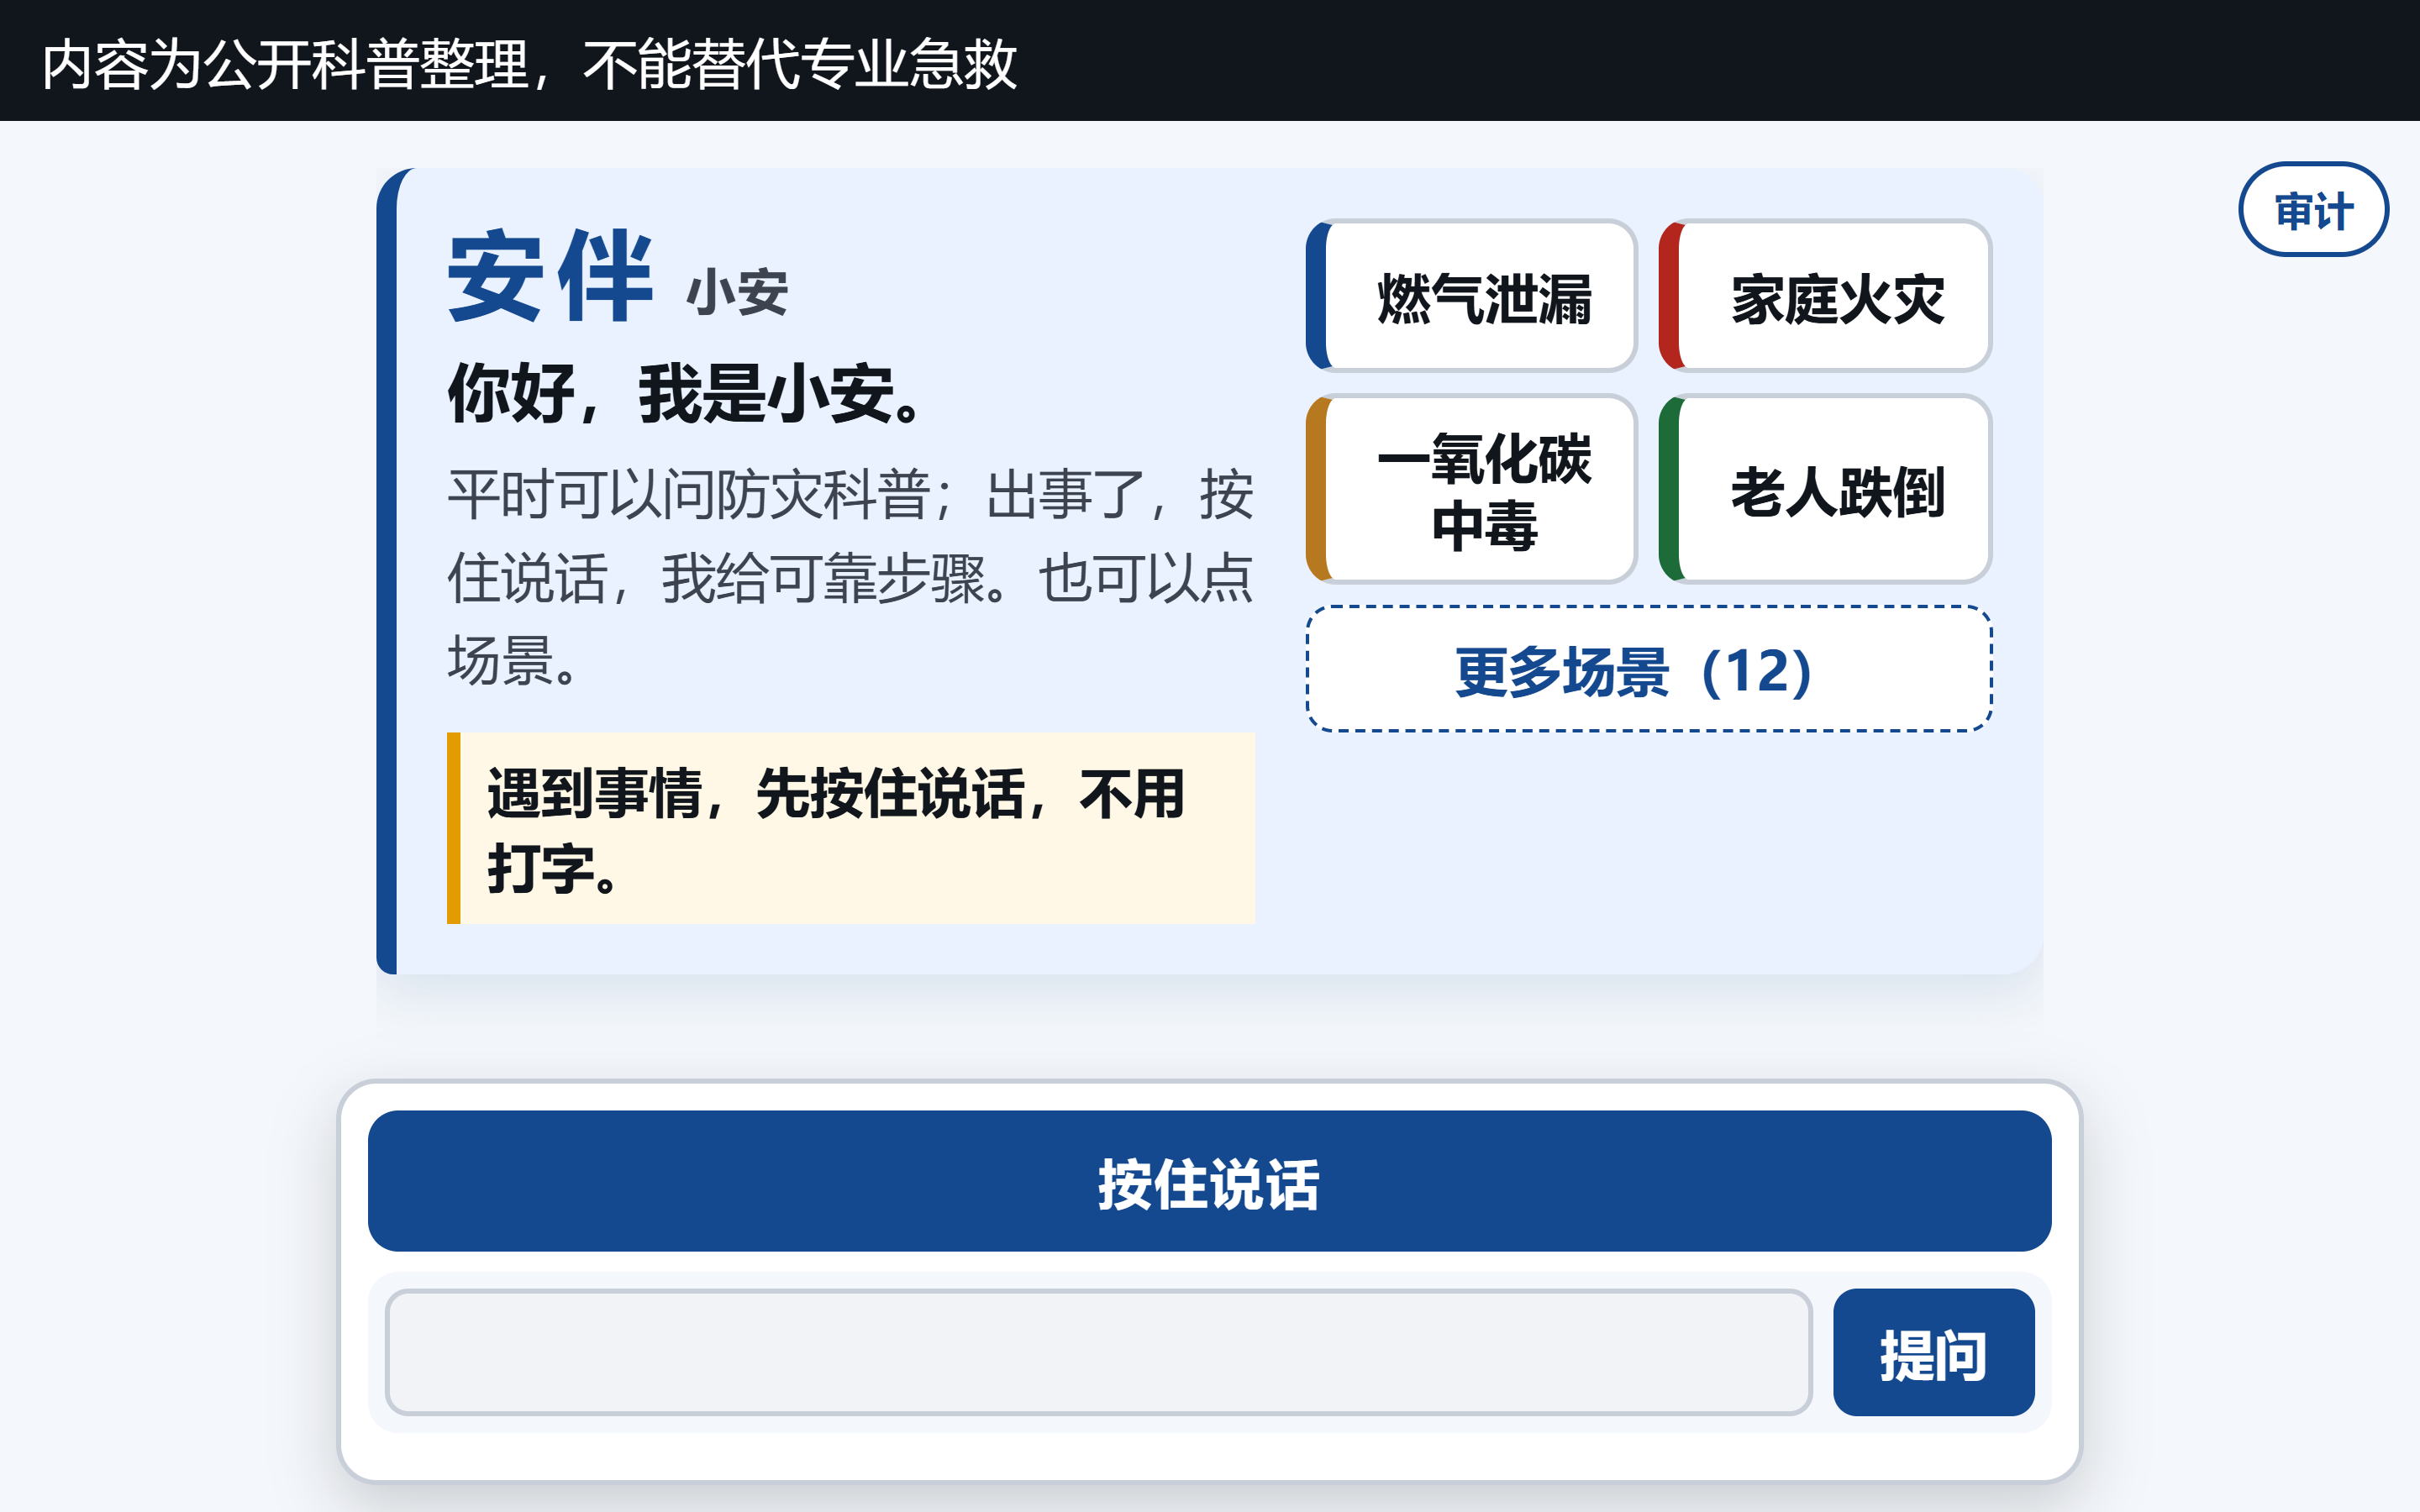 内容为公开科普整理，不能替代专业急救
审计
安伴 小安
你好，我是小安。
平时可以问防灾科普；出事了，按
住说话，我给可靠步骤。也可以点
场景。
遇到事情，先按住说话，不用
打字。
燃气泄漏
家庭火灾
一氧化碳
中毒
老人跌倒
更多场景（12）
按住说话
提问